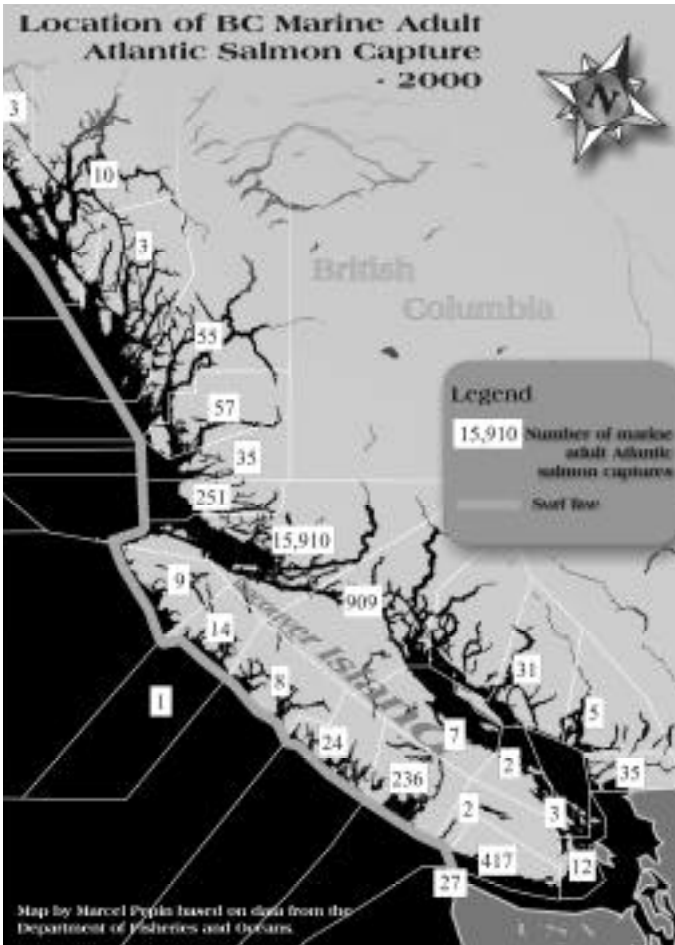 Location of BC Marine Adult
Atlantic Salmon Capture
- 2000
N
3
10
3
British
Columbia
55
57
35
251
15,910
Legend
15,910 Number of marine
adult Atlantic
salmon captures
Surf line
9
909
14
Island
31
1
8
5
7
24
2
35
236
2
3
417
12
27
Map by Marcel Pepin based on data from the
Department of Fisheries and Oceans